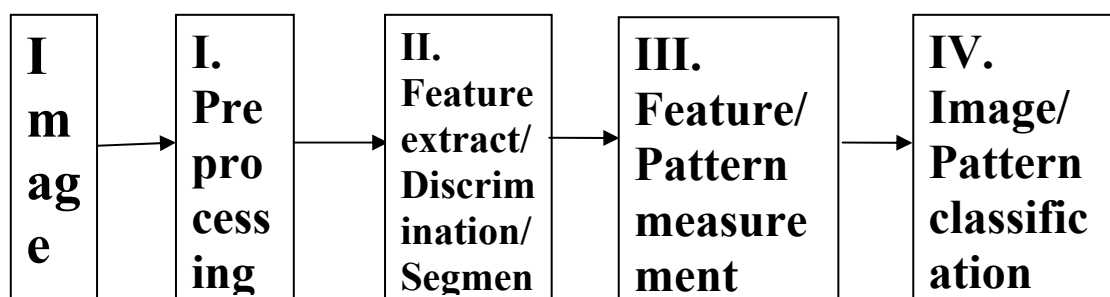 I
m
ag
e
I.
Pre
pro
cess
ing
II.
Feature
extract/
Discrim
ination/
Segmen
III.
Feature/
Pattern
measure
ment
IV.
Image/
Pattern
classific
ation